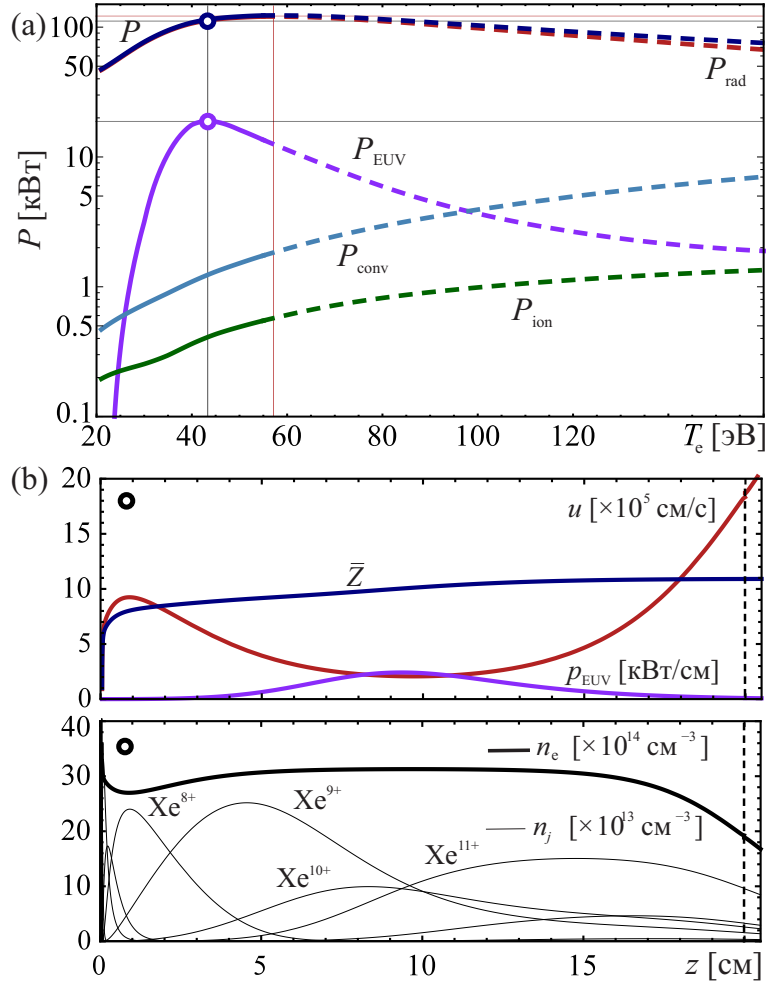 (a)
P
P_rad
P_EUV
P_conv
P_ion
P [кВт]
100
50
10
5
1
0.5
0.1
20 40 60 80 100 120 T_e [эВ]
(b)
u [×10^5 см/с]
Z̄
p_EUV [кВт/см]
20
15
10
5
0
n_e [×10^14 см^−3]
n_j [×10^13 см^−3]
Xe^8+
Xe^9+
Xe^10+
Xe^11+
40
30
20
10
0
0 5 10 15 z [см]